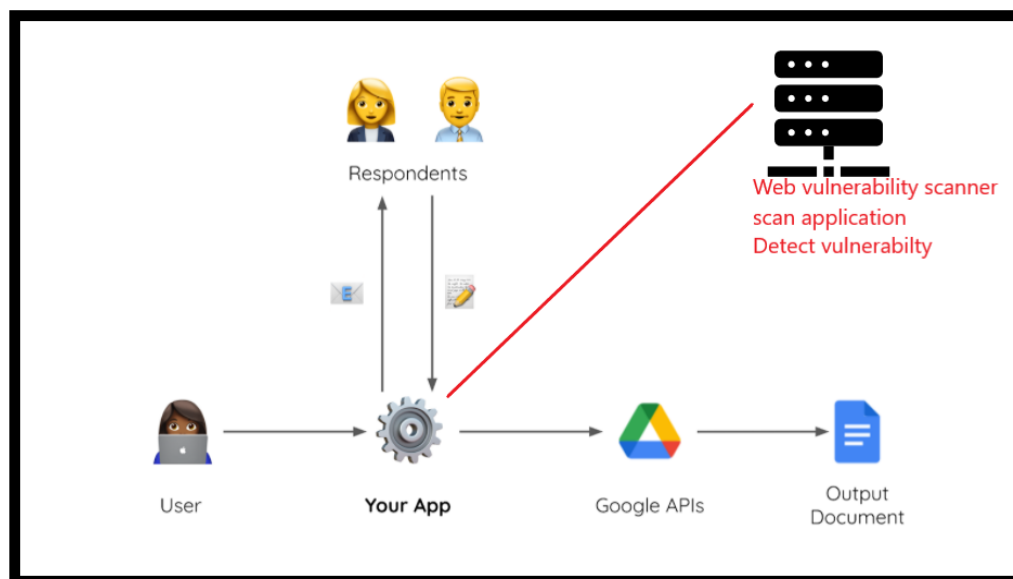 Respondents
Web vulnerability scanner
scan application
Detect vulnerabilty
E
User
Your App
Google APIs
Output
Document